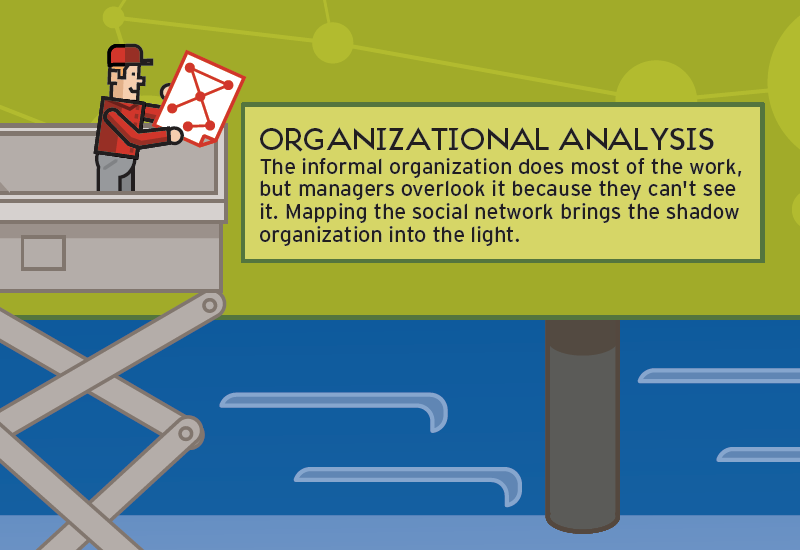 ORGANIZATIONAL ANALYSIS
The informal organization does most of the work,
but managers overlook it because they can't see
it. Mapping the social network brings the shadow
organization into the light.